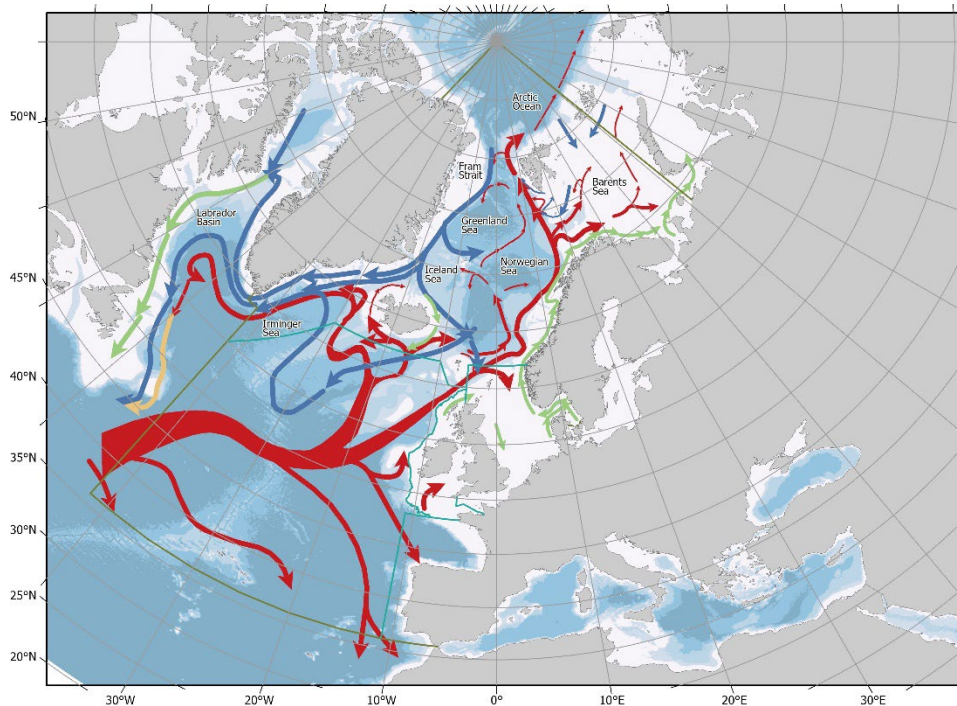 Arctic
Ocean
50°N
Fram
Strait
Barents
Sea
Labrador
Basin
Greenland
Sea
45°N
Iceland
Sea
Norwegian
Sea
Irminger
Sea
40°N
35°N
30°N
25°N
20°N
30°W
20°W
10°W
0°
10°E
20°E
30°E